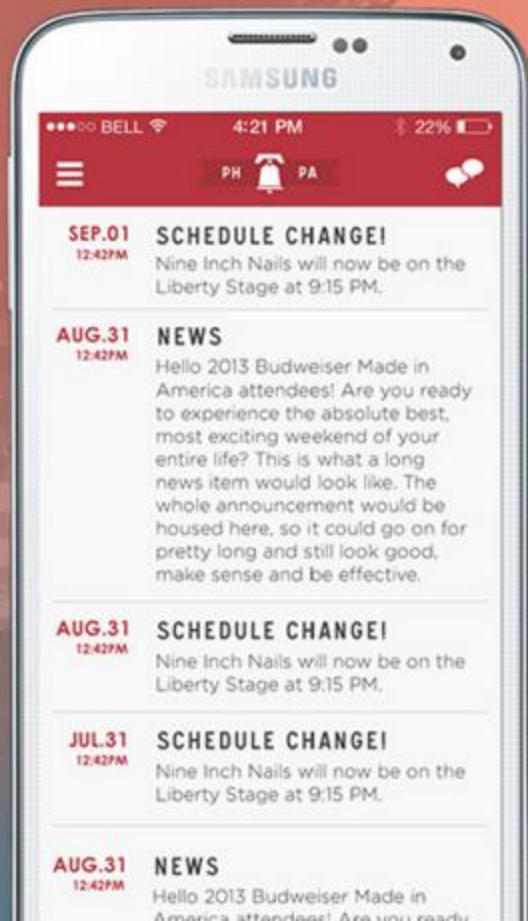 SAMSUNG
BELL 4:21 PM 22%
PH PA
SEP.01
12:42PM
SCHEDULE CHANGE!
Nine Inch Nails will now be on the
Liberty Stage at 9:15 PM.
AUG.31
12:42PM
NEWS
Hello 2013 Budweiser Made in
America attendees! Are you ready
to experience the absolute best,
most exciting weekend of your
entire life? This is what a long
news item would look like. The
whole announcement would be
housed here, so it could go on for
pretty long and still look good,
make sense and be effective.
AUG.31
12:42PM
SCHEDULE CHANGE!
Nine Inch Nails will now be on the
Liberty Stage at 9:15 PM.
JUL.31
12:42PM
SCHEDULE CHANGE!
Nine Inch Nails will now be on the
Liberty Stage at 9:15 PM.
AUG.31
12:42PM
NEWS
Hello 2013 Budweiser Made in
America attendees! Are you ready